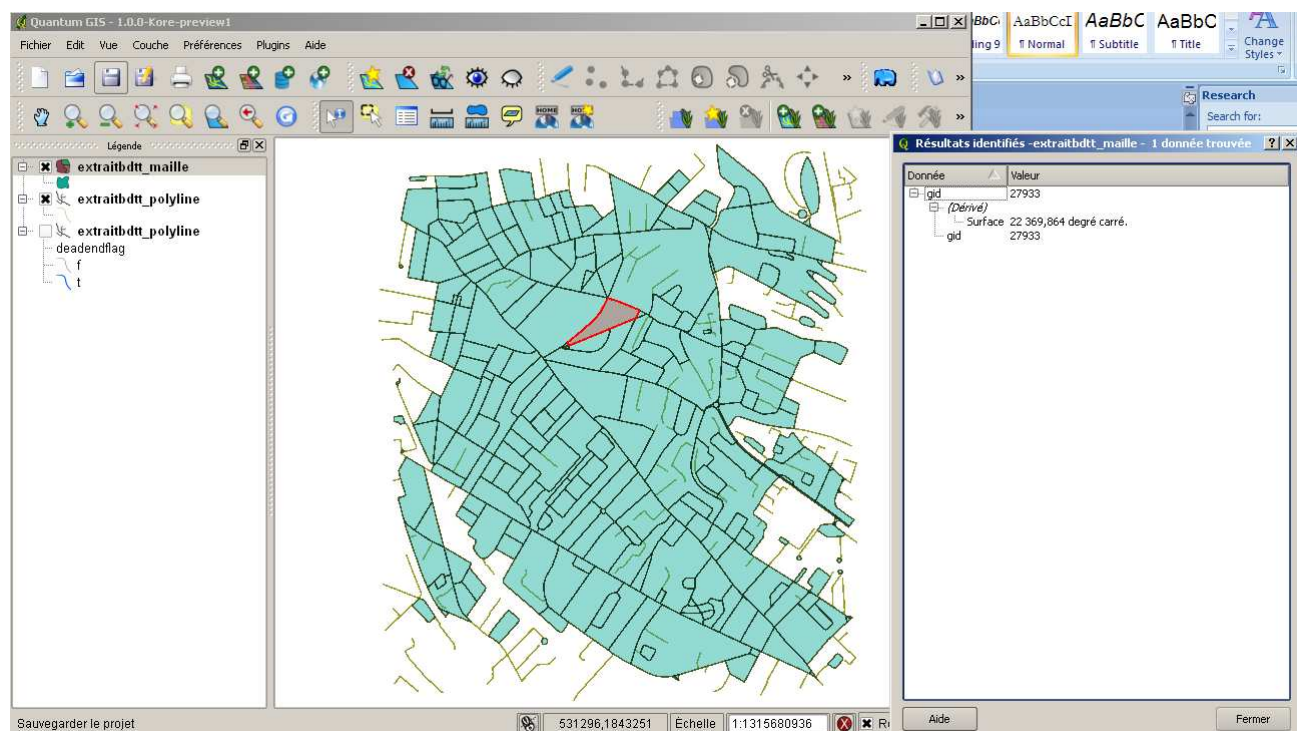 Quantum GIS - 1.0.0-Kore-preview1
Fichier Edit Vue Couche Préférences Plugins Aide
AaBbCcI AaBbC AaBbC
¶ Normal ¶ Subtitle ¶ Title
Change
Styles
Research
Search for:
HOME
Légende
extraitbdtt_maille
extraitbdtt_polyline
extraitbdtt_polyline
deadendflag
f
t
Résultats identifiés -extraitbdtt_maille - 1 donnée trouvée
Donnée Valeur
gid 27933
(Dérivé)
Surface 22 369,864 degré carré.
gid 27933
Aide Fermer
Sauvegarder le projet
531296,1843251 Échelle 1:1315680936